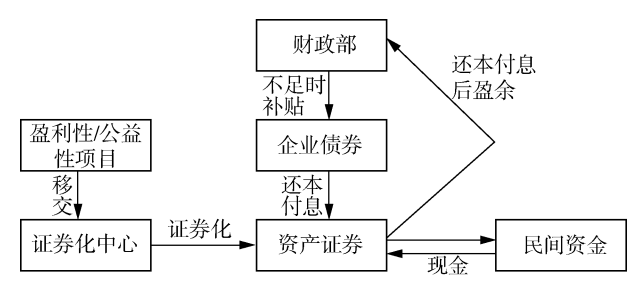 财政部
还本付息
后盈余
不足时
补贴
盈利性/公益
性项目
企业债券
移
交
还本
付息
证券化中心
证券化
资产证券
民间资金
现金